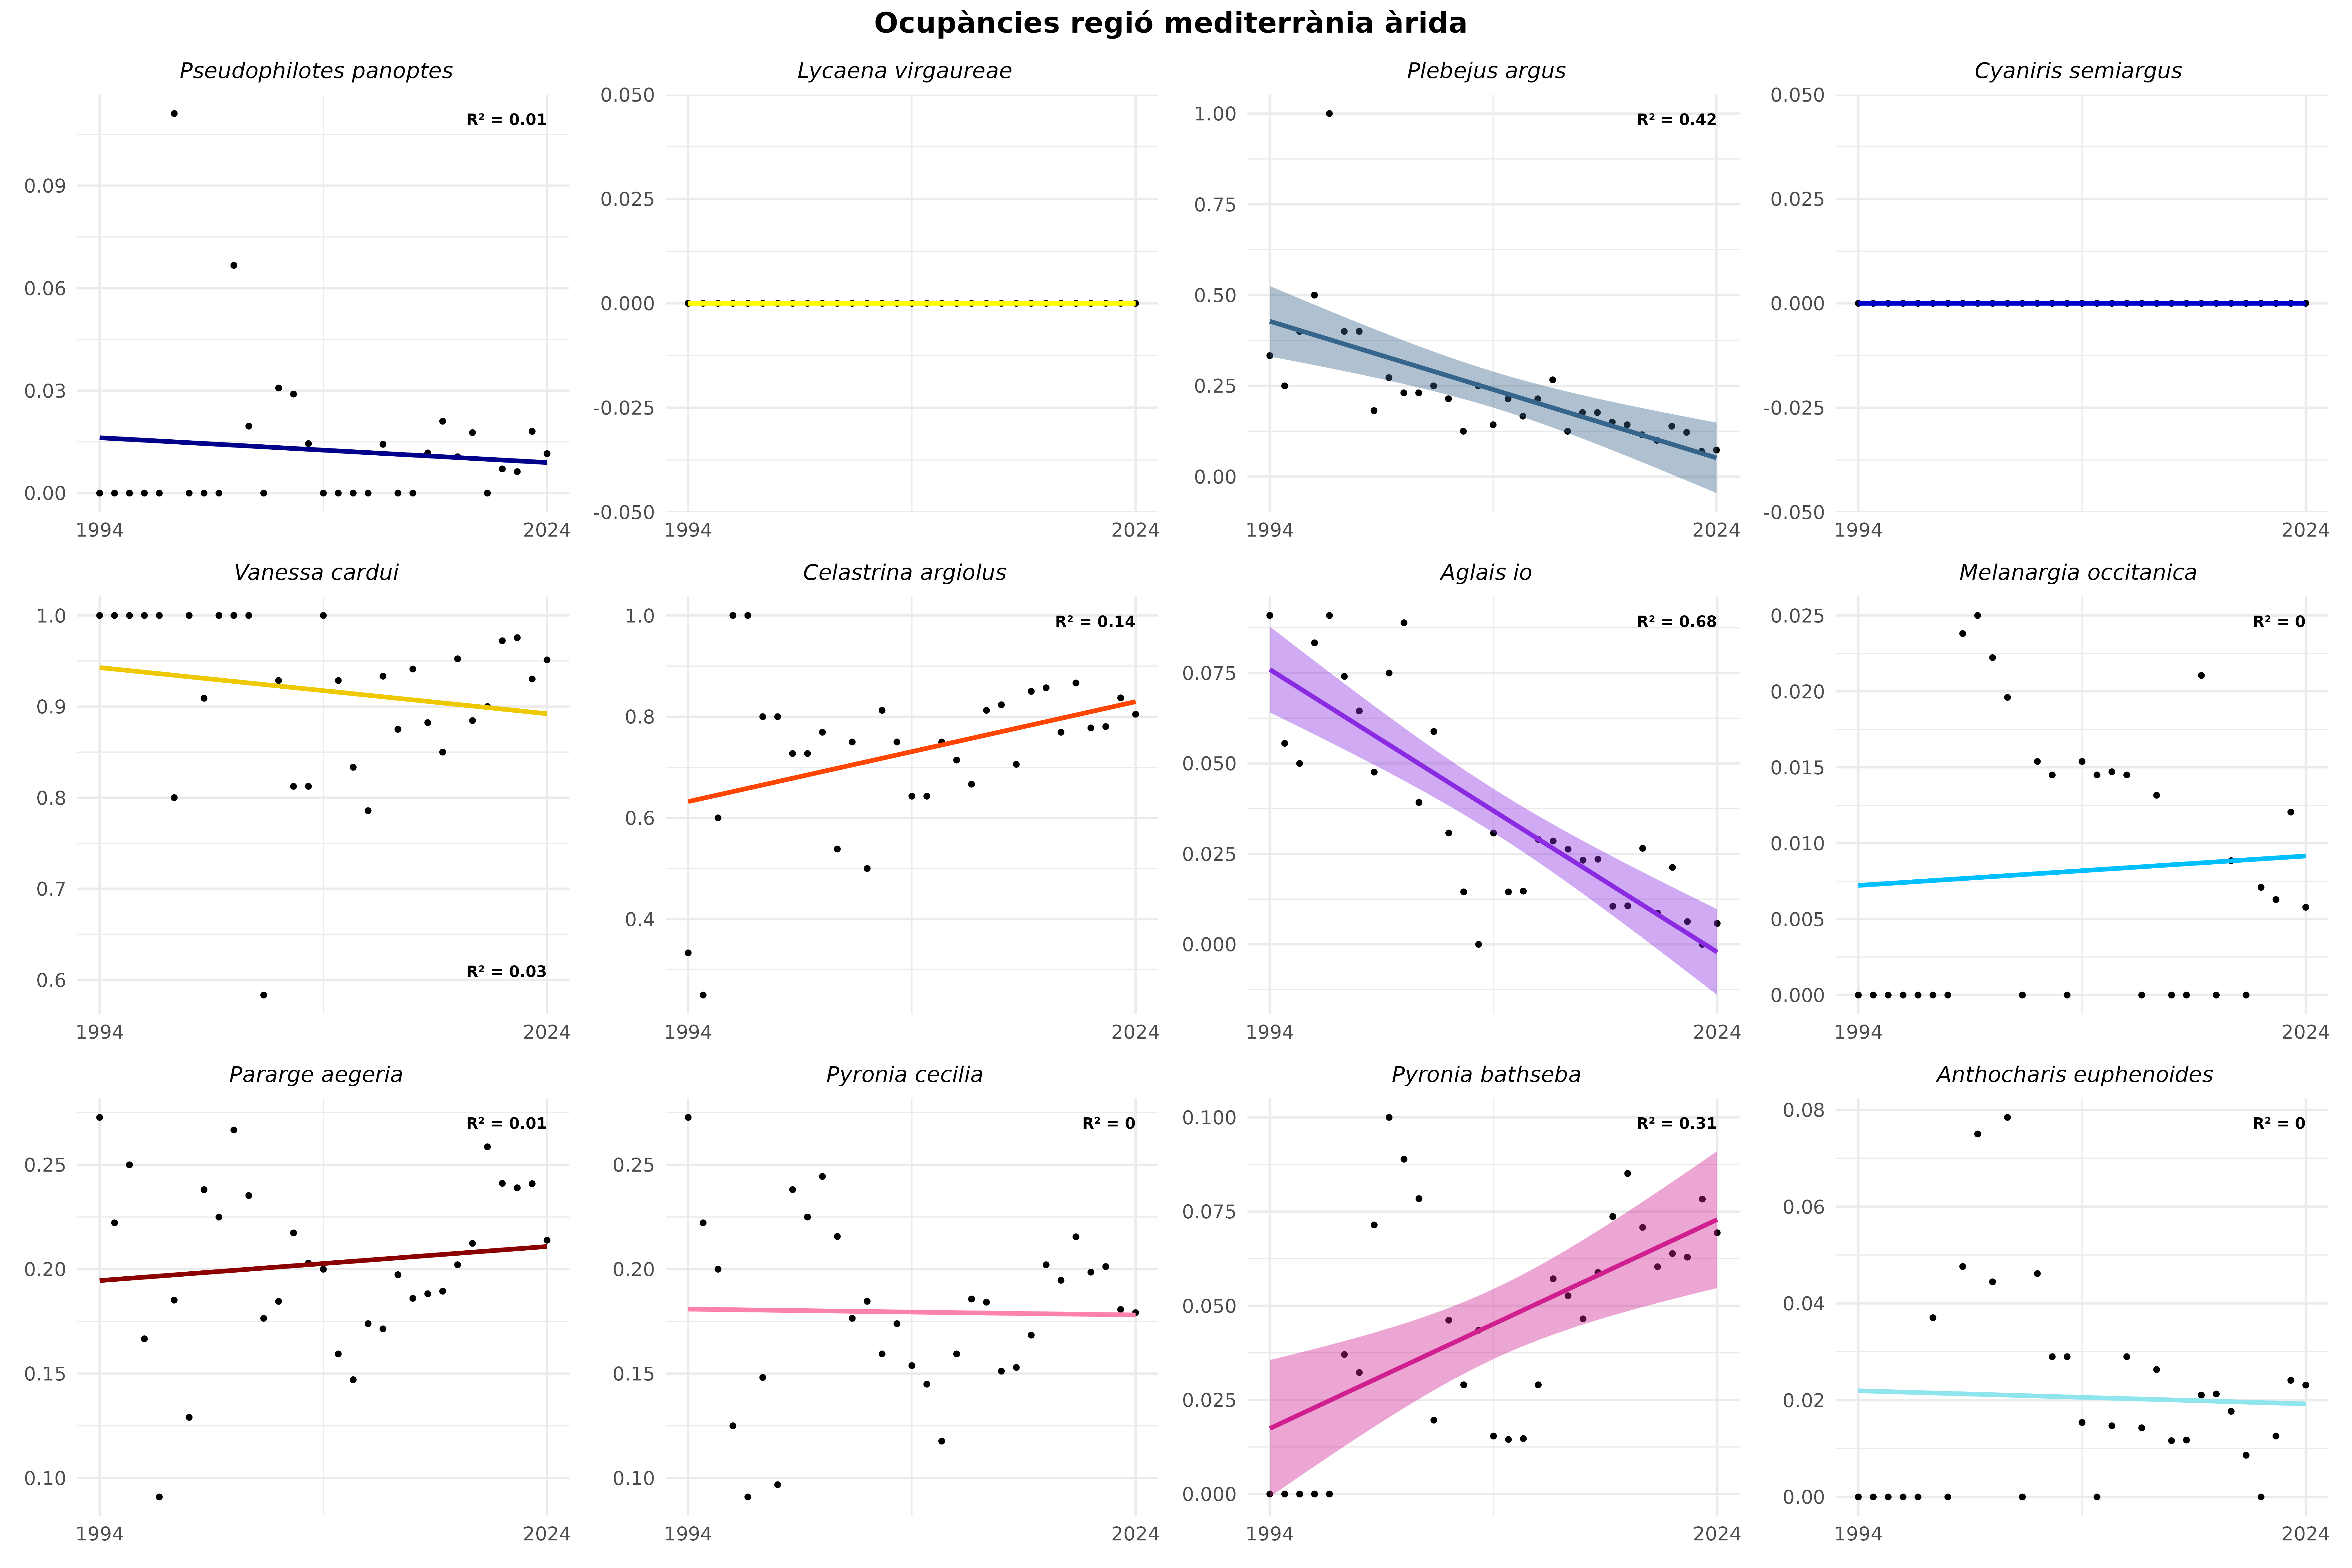 Ocupàncies regió mediterrània àrida
Pseudophilotes panoptes
R² = 0.01
0.09
0.06
0.03
0.00
1994 2024
Lycaena virgaureae
0.050
0.025
0.000
-0.025
-0.050
1994 2024
Plebejus argus
R² = 0.42
1.00
0.75
0.50
0.25
0.00
1994 2024
Cyaniris semiargus
0.050
0.025
0.000
-0.025
-0.050
1994 2024
Vanessa cardui
1.0
0.9
0.8
0.7
0.6
R² = 0.03
1994 2024
Celastrina argiolus
R² = 0.14
1.0
0.8
0.6
0.4
1994 2024
Aglais io
R² = 0.68
0.075
0.050
0.025
0.000
1994 2024
Melanargia occitanica
R² = 0
0.025
0.020
0.015
0.010
0.005
0.000
1994 2024
Pararge aegeria
R² = 0.01
0.25
0.20
0.15
0.10
1994 2024
Pyronia cecilia
R² = 0
0.25
0.20
0.15
0.10
1994 2024
Pyronia bathseba
R² = 0.31
0.100
0.075
0.050
0.025
0.000
1994 2024
Anthocharis euphenoides
R² = 0
0.08
0.06
0.04
0.02
0.00
1994 2024